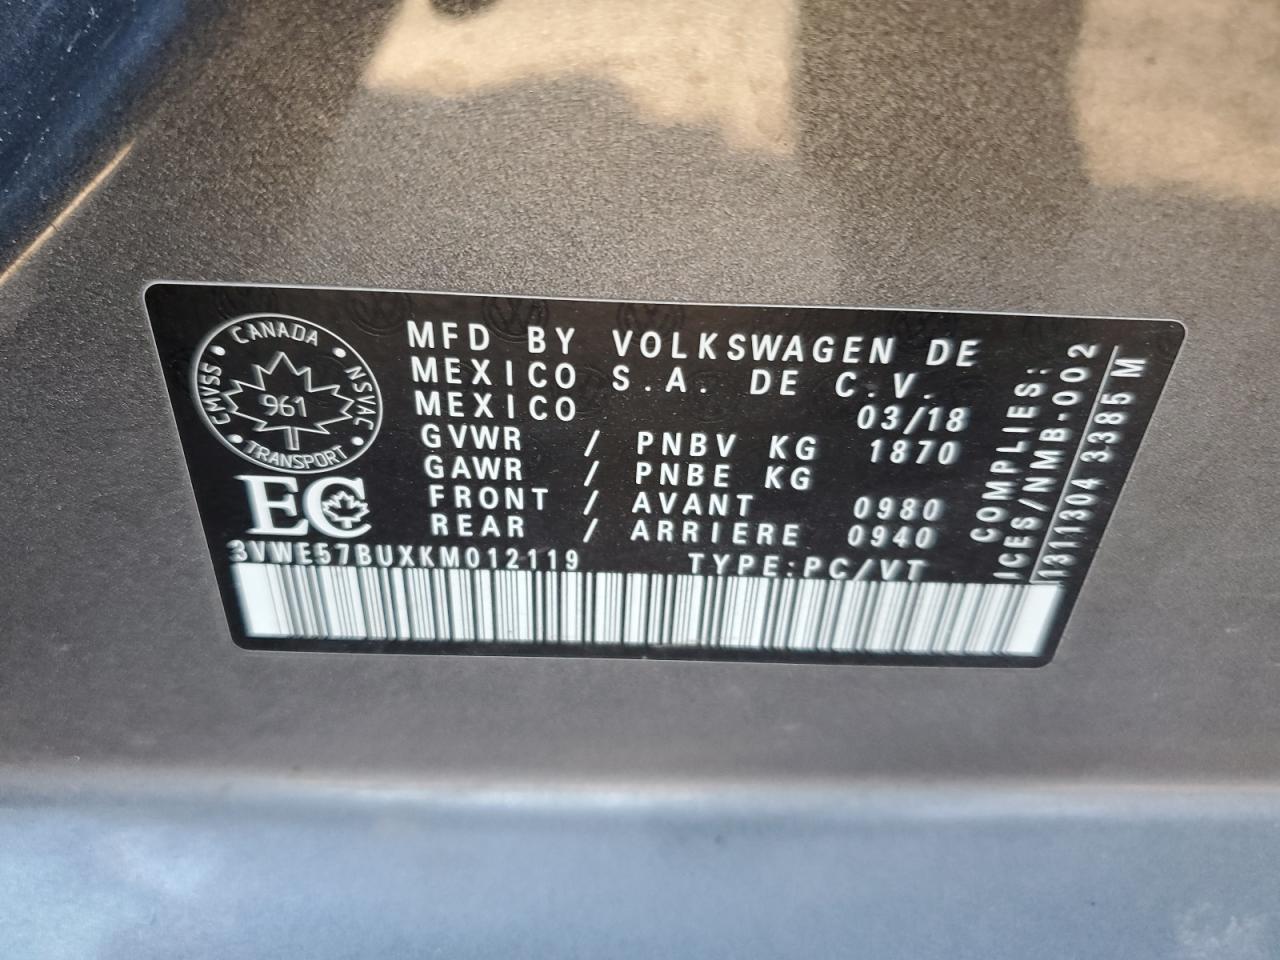 CANADA
CMVSS
961
NSVAC
TRANSPORT
EC
MFD BY VOLKSWAGEN DE
MEXICO S.A. DE C.V.
MEXICO 03/18
GVWR / PNBV KG 1870
GAWR / PNBE KG
FRONT / AVANT 0980
REAR / ARRIERE 0940
3VWE57BUXKM012119 TYPE:PC/VT
COMPLIES:
ICES/NMB-002
1311304 3385 M